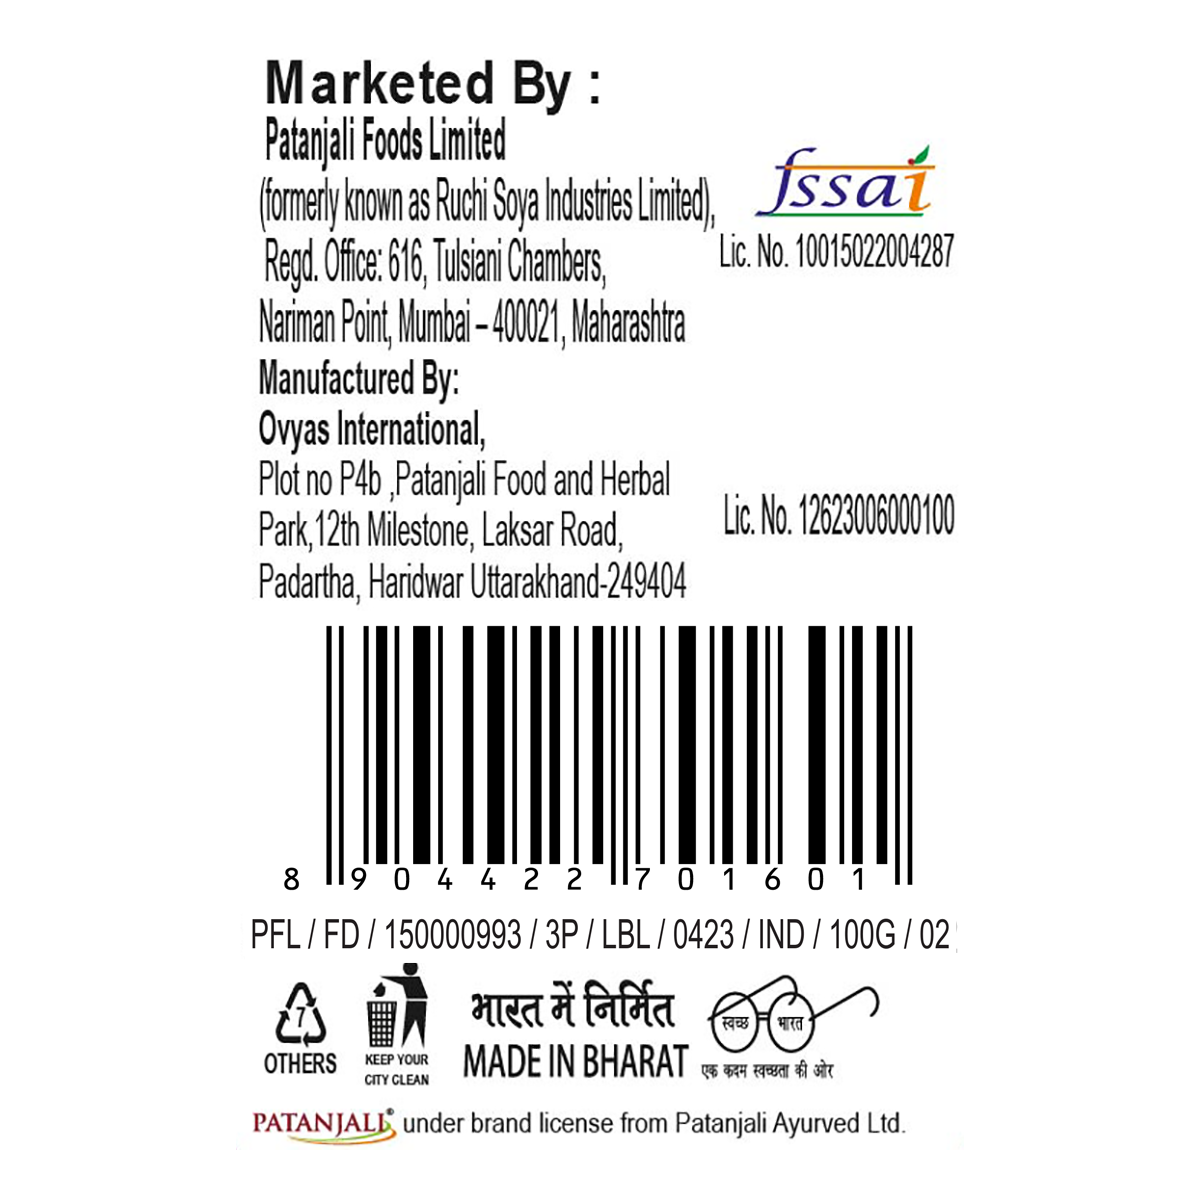 Marketed By :
Patanjali Foods Limited
(formerly known as Ruchi Soya Industries Limited),
Regd. Office: 616, Tulsiani Chambers,
Nariman Point, Mumbai – 400021, Maharashtra
fssai
Lic. No. 10015022004287
Manufactured By:
Ovyas International,
Plot no P4b ,Patanjali Food and Herbal
Park,12th Milestone, Laksar Road,
Padartha, Haridwar Uttarakhand-249404
Lic. No. 12623006000100
8 904422 701601
PFL / FD / 150000993 / 3P / LBL / 0423 / IND / 100G / 02
7
OTHERS
KEEP YOUR
CITY CLEAN
भारत में निर्मित
MADE IN BHARAT
स्वच्छ भारत
एक कदम स्वच्छता की ओर
PATANJALI® under brand license from Patanjali Ayurved Ltd.